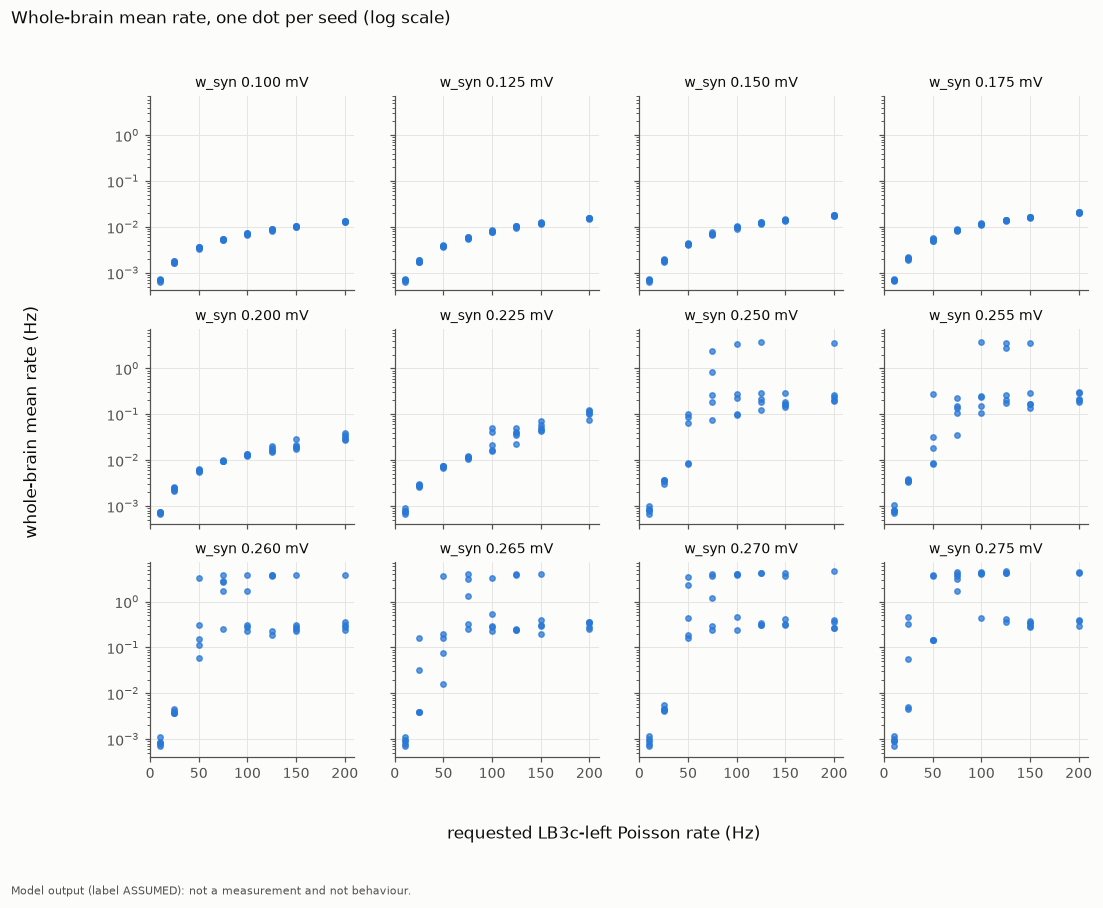 Whole-brain mean rate, one dot per seed (log scale)
w_syn 0.100 mV
w_syn 0.125 mV
w_syn 0.150 mV
w_syn 0.175 mV
10⁰
10⁻¹
10⁻²
10⁻³
w_syn 0.200 mV
w_syn 0.225 mV
w_syn 0.250 mV
w_syn 0.255 mV
10⁰
10⁻¹
10⁻²
10⁻³
whole-brain mean rate (Hz)
w_syn 0.260 mV
w_syn 0.265 mV
w_syn 0.270 mV
w_syn 0.275 mV
10⁰
10⁻¹
10⁻²
10⁻³
0 50 100 150 200
0 50 100 150 200
0 50 100 150 200
0 50 100 150 200
requested LB3c-left Poisson rate (Hz)
Model output (label ASSUMED): not a measurement and not behaviour.